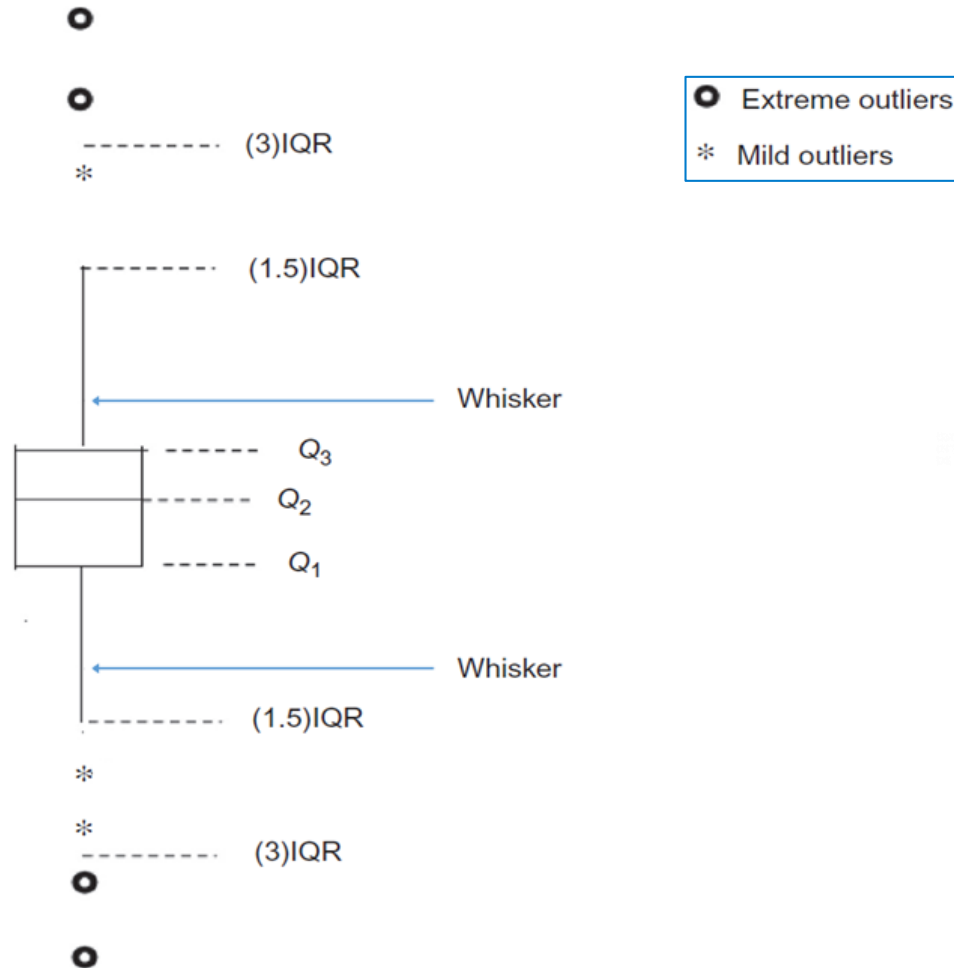 (3)IQR
Extreme outliers
* Mild outliers
*
(1.5)IQR
Whisker
Q₃
Q₂
Q₁
Whisker
(1.5)IQR
*
*
(3)IQR